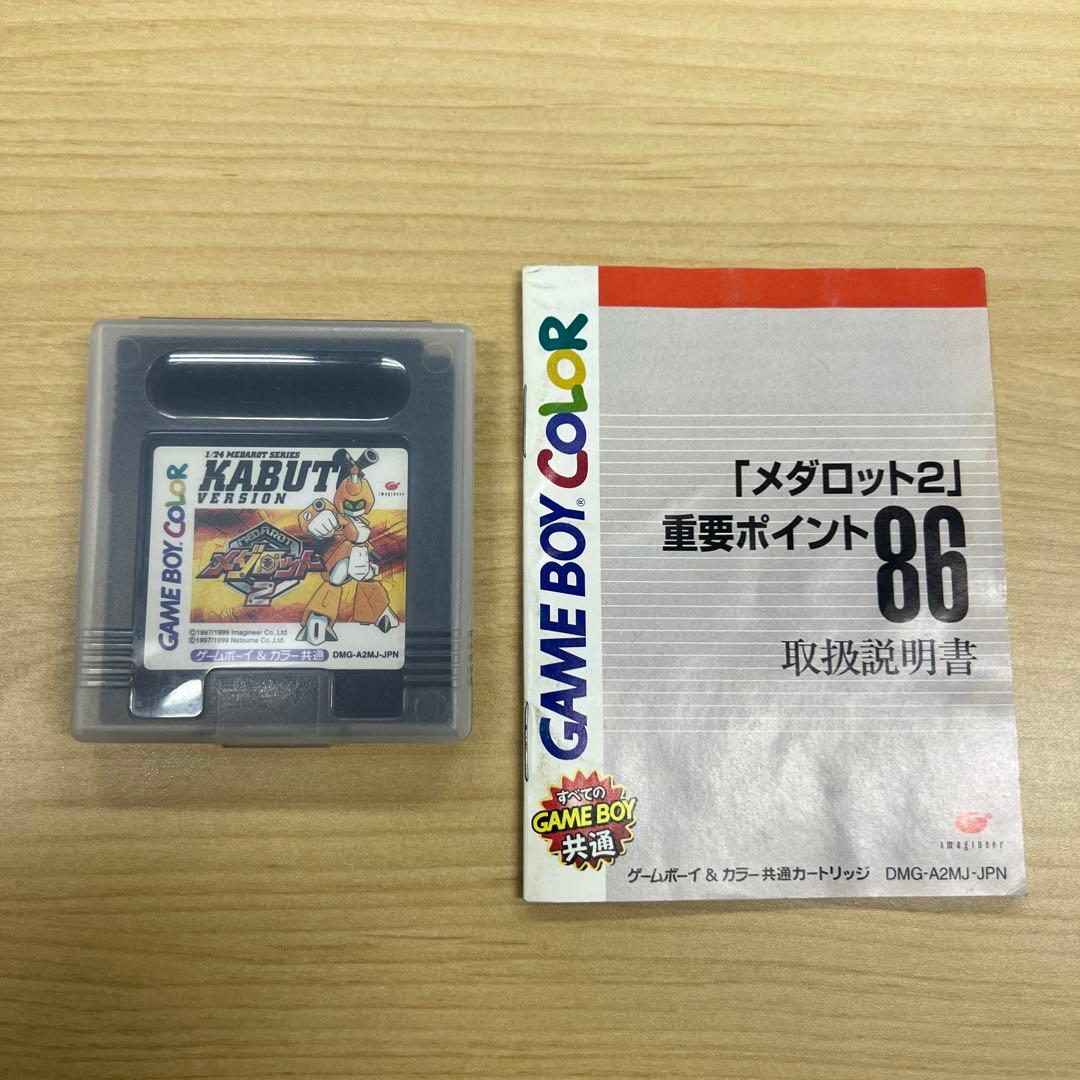 1/24 MEDAROT SERIES
KABUT
VERSION
imagineer
GAME BOY COLOR
MEDAROT
メダロット
2
©1997/1999 Imagineer Co.,Ltd.
©1997/1999 Natsume Co.,Ltd.
ゲームボーイ & カラー共通 DMG-A2MJ-JPN
GAME BOY® COLOR
「メダロット2」
重要ポイント86
取扱説明書
すべての
GAME BOY
共通
imagineer
ゲームボーイ & カラー共通カートリッジ DMG-A2MJ-JPN